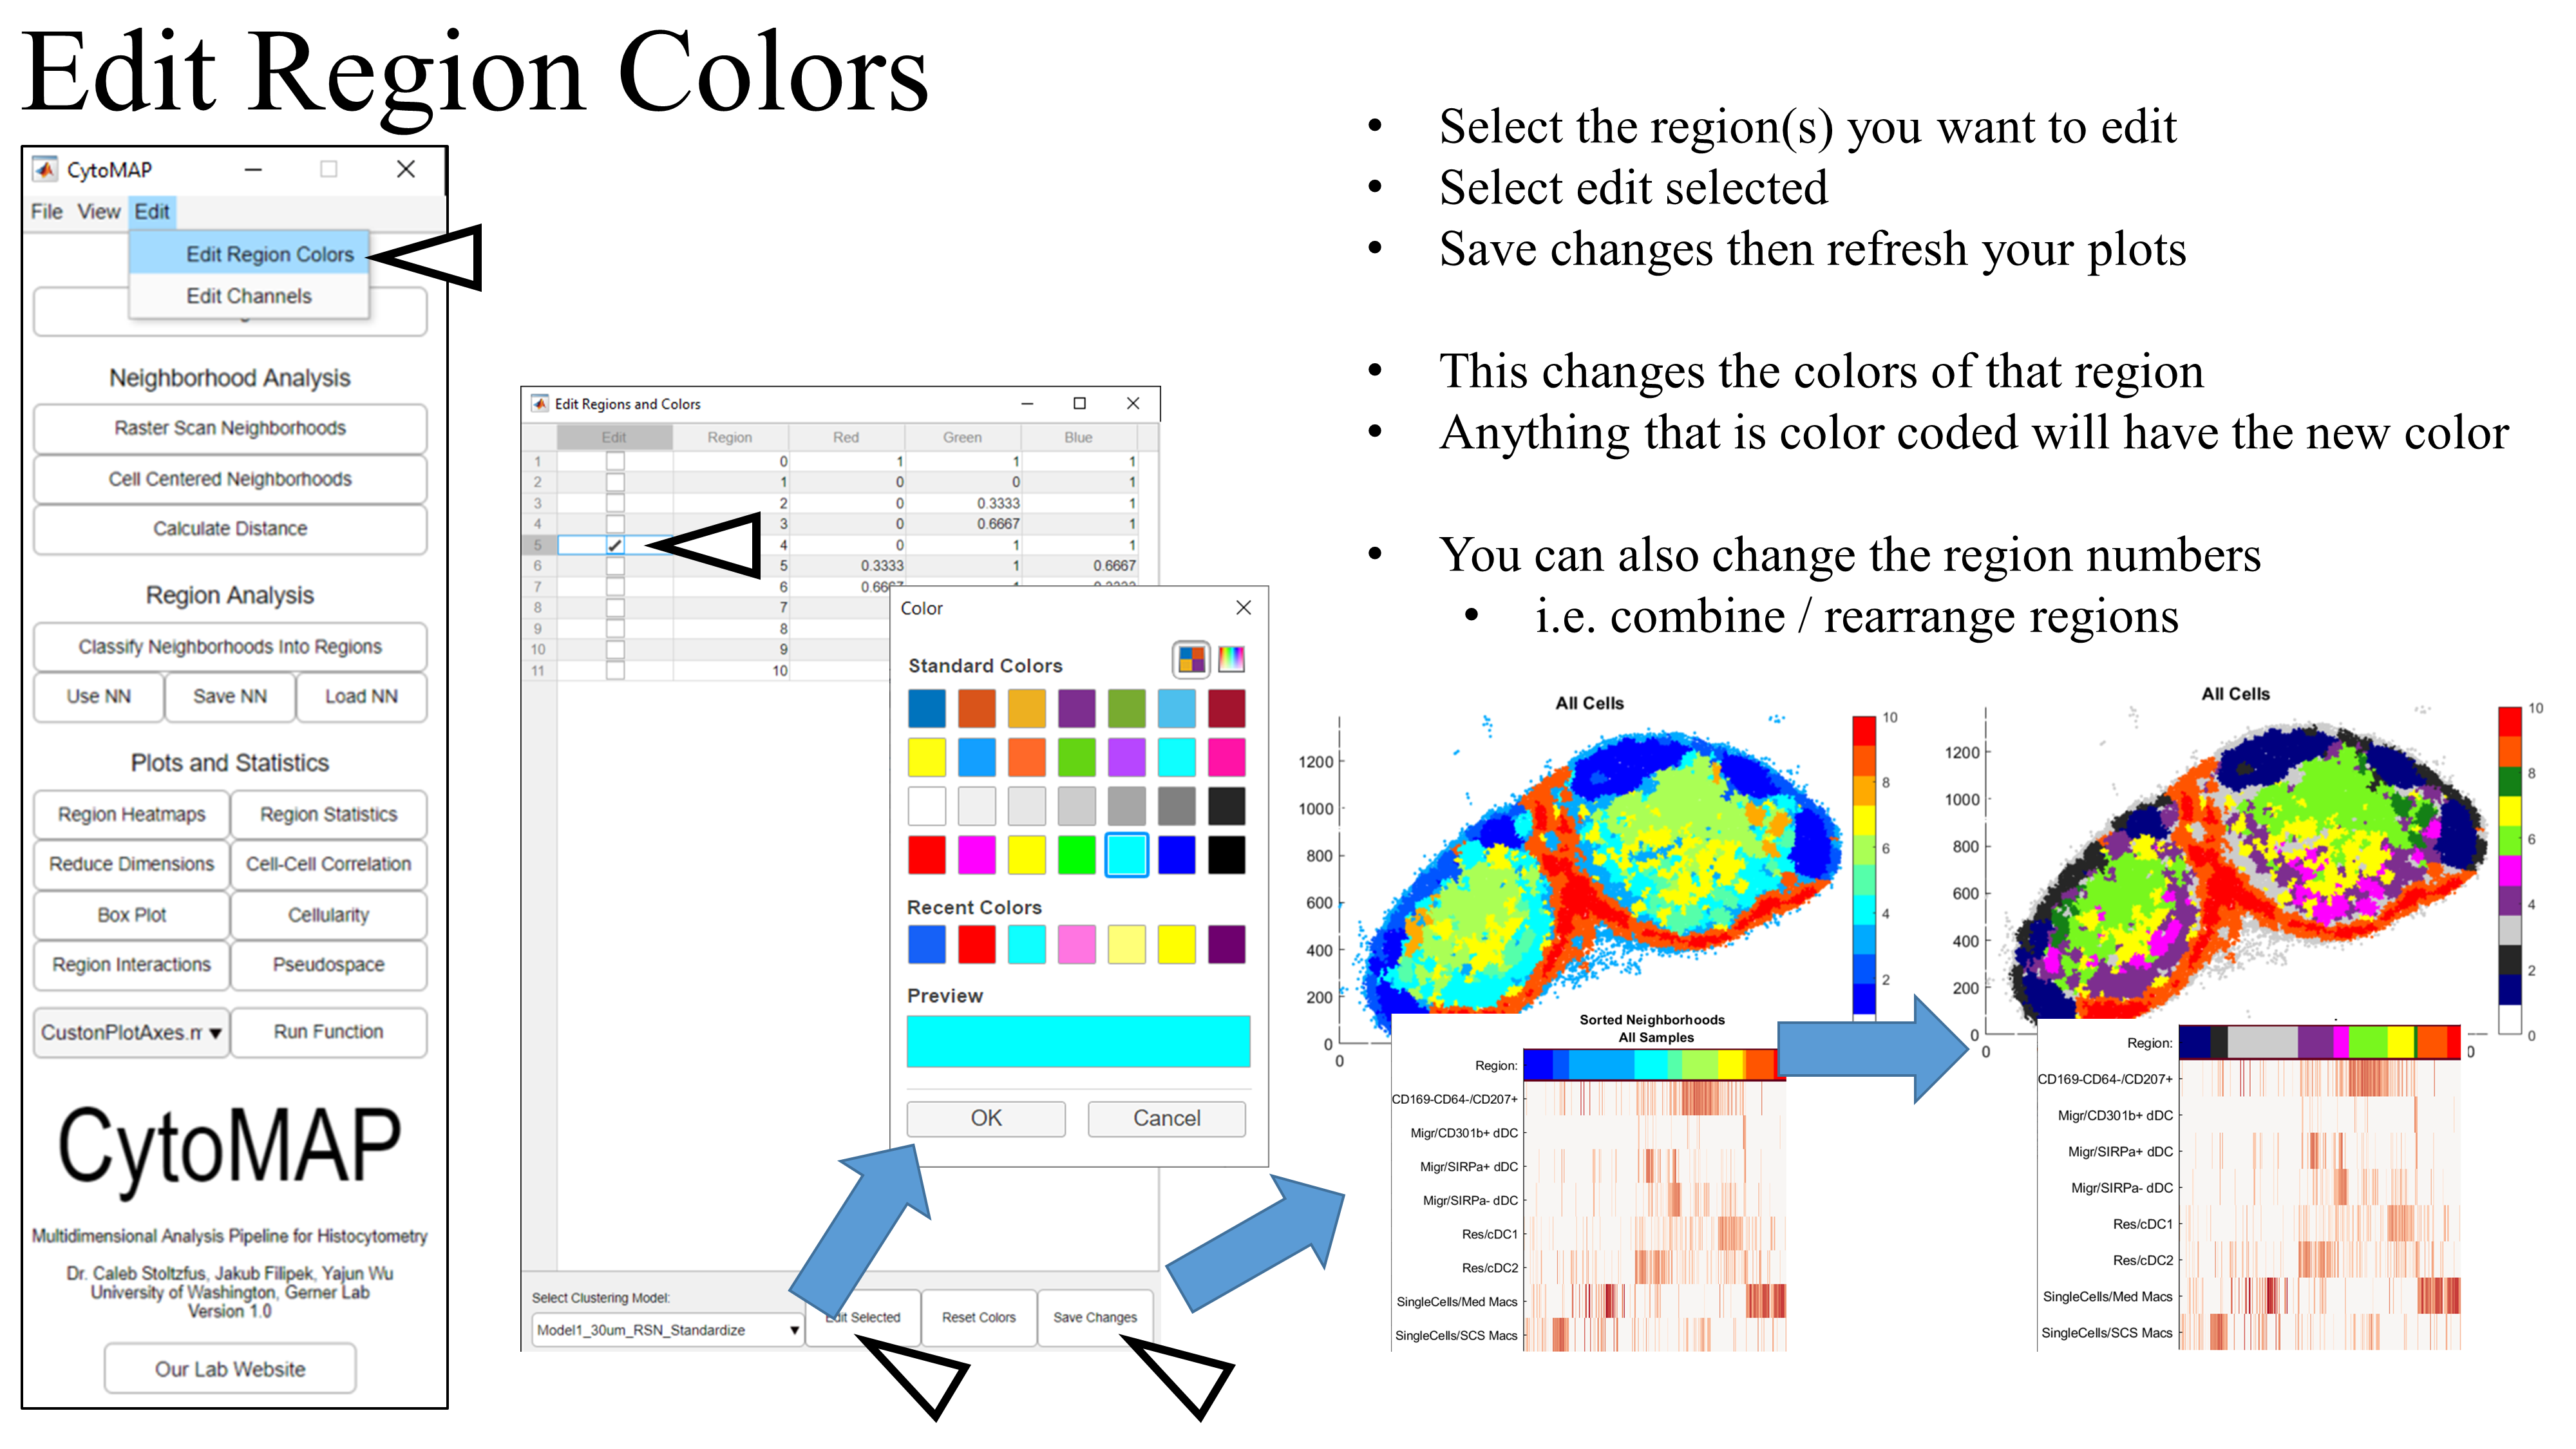 Edit Region Colors
CytoMAP
File View Edit
Edit Region Colors
Edit Channels
Neighborhood Analysis
Raster Scan Neighborhoods
Cell Centered Neighborhoods
Calculate Distance
Region Analysis
Classify Neighborhoods Into Regions
Use NN Save NN Load NN
Plots and Statistics
Region Heatmaps Region Statistics
Reduce Dimensions Cell-Cell Correlation
Box Plot Cellularity
Region Interactions Pseudospace
CustonPlotAxes.m Run Function
CytoMAP
Multidimensional Analysis Pipeline for Histocytometry
Dr. Caleb Stoltzfus, Jakub Filipek, Yajun Wu
University of Washington, Gerner Lab
Version 1.0
Our Lab Website
Edit Regions and Colors
Edit Region Red Green Blue
1 0 1 1 1
2 1 0 0 1
3 2 0 0.3333 1
4 3 0 0.6667 1
5 4 0 1 1
6 5 0.3333 1 0.6667
7 6
8 7
9 8
10 9
11 10
Color
Standard Colors
Recent Colors
Preview
OK Cancel
Select Clustering Model:
Model1_30um_RSN_Standardize
Edit Selected Reset Colors Save Changes
• Select the region(s) you want to edit
• Select edit selected
• Save changes then refresh your plots
• This changes the colors of that region
• Anything that is color coded will have the new color
• You can also change the region numbers
• i.e. combine / rearrange regions
All Cells
1200
1000
800
600
400
200
0
0
10
8
6
4
2
Sorted Neighborhoods
All Samples
Region:
CD169-CD64-/CD207+
Migr/CD301b+ dDC
Migr/SIRPa+ dDC
Migr/SIRPa- dDC
Res/cDC1
Res/cDC2
SingleCells/Med Macs
SingleCells/SCS Macs
All Cells
1200
1000
800
600
400
200
0
0
10
8
6
4
2
0
Region:
CD169-CD64-/CD207+
Migr/CD301b+ dDC
Migr/SIRPa+ dDC
Migr/SIRPa- dDC
Res/cDC1
Res/cDC2
SingleCells/Med Macs
SingleCells/SCS Macs